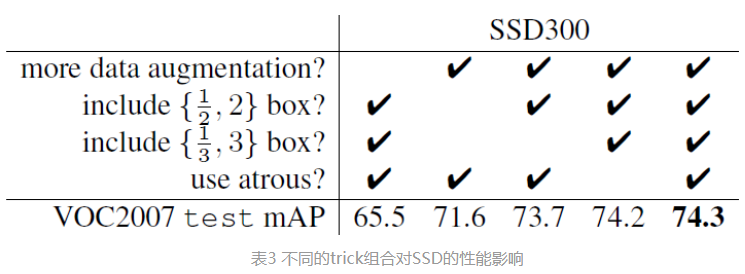 SSD300
more data augmentation? ✔ ✔ ✔ ✔
include {1/2, 2} box? ✔ ✔ ✔ ✔
include {1/3, 3} box? ✔ ✔ ✔
use atrous? ✔ ✔ ✔ ✔
VOC2007 test mAP 65.5 71.6 73.7 74.2 74.3
表3 不同的trick组合对SSD的性能影响